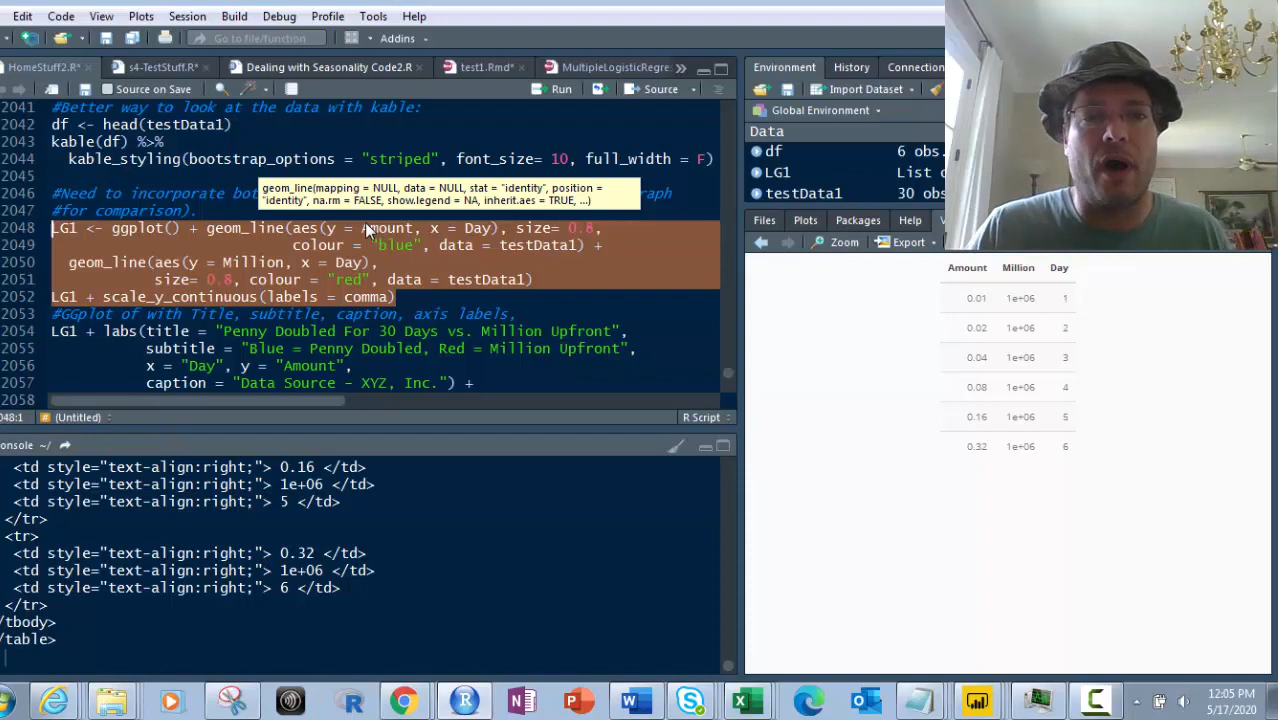 Edit Code View Plots Session Build Debug Profile Tools Help
Go to file/function Addins
HomeStuff2.R* s4-TestStuff.R* Dealing with Seasonality Code2.R test1.Rmd* MultipleLogisticRegre
Source on Save Run Source
2041 #Better way to look at the data with kable:
2042 df <- head(testData1)
2043 kable(df) %>%
2044 kable_styling(bootstrap_options = "striped", font_size= 10, full_width = F)
2045
geom_line(mapping = NULL, data = NULL, stat = "identity", position =
"identity", na.rm = FALSE, show.legend = NA, inherit.aes = TRUE, ...)
2046 #Need to incorporate bot raph
2047 #for comparison).
2048 LG1 <- ggplot() + geom_line(aes(y = Amount, x = Day), size= 0.8,
2049 colour = "blue", data = testData1) +
2050 geom_line(aes(y = Million, x = Day),
2051 size= 0.8, colour = "red", data = testData1)
2052 LG1 + scale_y_continuous(labels = comma)
2053 #GGplot of with Title, subtitle, caption, axis labels,
2054 LG1 + labs(title = "Penny Doubled For 30 Days vs. Million Upfront",
2055 subtitle = "Blue = Penny Doubled, Red = Million Upfront",
2056 x = "Day", y = "Amount",
2057 caption = "Data Source - XYZ, Inc.") +
2058
048:1 (Untitled) R Script
onsole ~/
<td style="text-align:right;"> 0.16 </td>
<td style="text-align:right;"> 1e+06 </td>
<td style="text-align:right;"> 5 </td>
</tr>
<tr>
<td style="text-align:right;"> 0.32 </td>
<td style="text-align:right;"> 1e+06 </td>
<td style="text-align:right;"> 6 </td>
</tr>
/tbody>
/table>
Environment History Connection
Import Dataset
Global Environment
Data
df 6 obs.
LG1 List o
testData1 30 obs
Files Plots Packages Help
Zoom Export
Amount Million Day
0.01 1e+06 1
0.02 1e+06 2
0.04 1e+06 3
0.08 1e+06 4
0.16 1e+06 5
0.32 1e+06 6
12:05 PM
5/17/2020